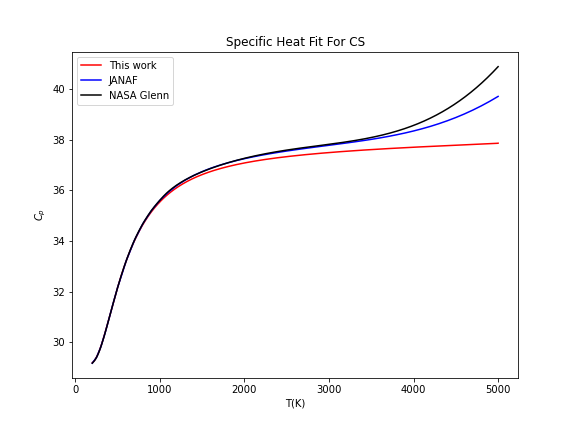 Specific Heat Fit For CS
This work
JANAF
NASA Glenn
40
38
36
34
32
30
Cp
0
1000
2000
3000
4000
5000
T(K)